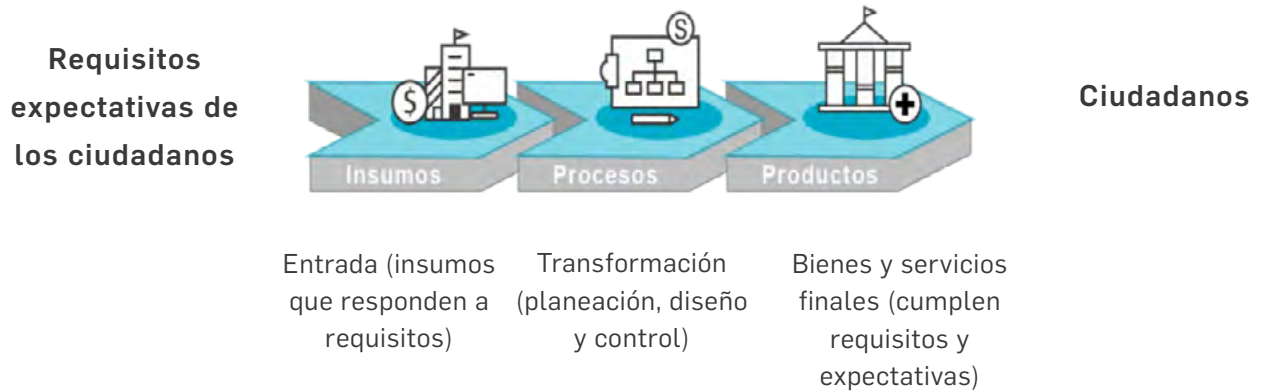 Requisitos
expectativas de
los ciudadanos
$
S
Ciudadanos
Insumos
Procesos
Productos
Entrada (insumos
que responden a
requisitos)
Transformación
(planeación, diseño
y control)
Bienes y servicios
finales (cumplen
requisitos y
expectativas)